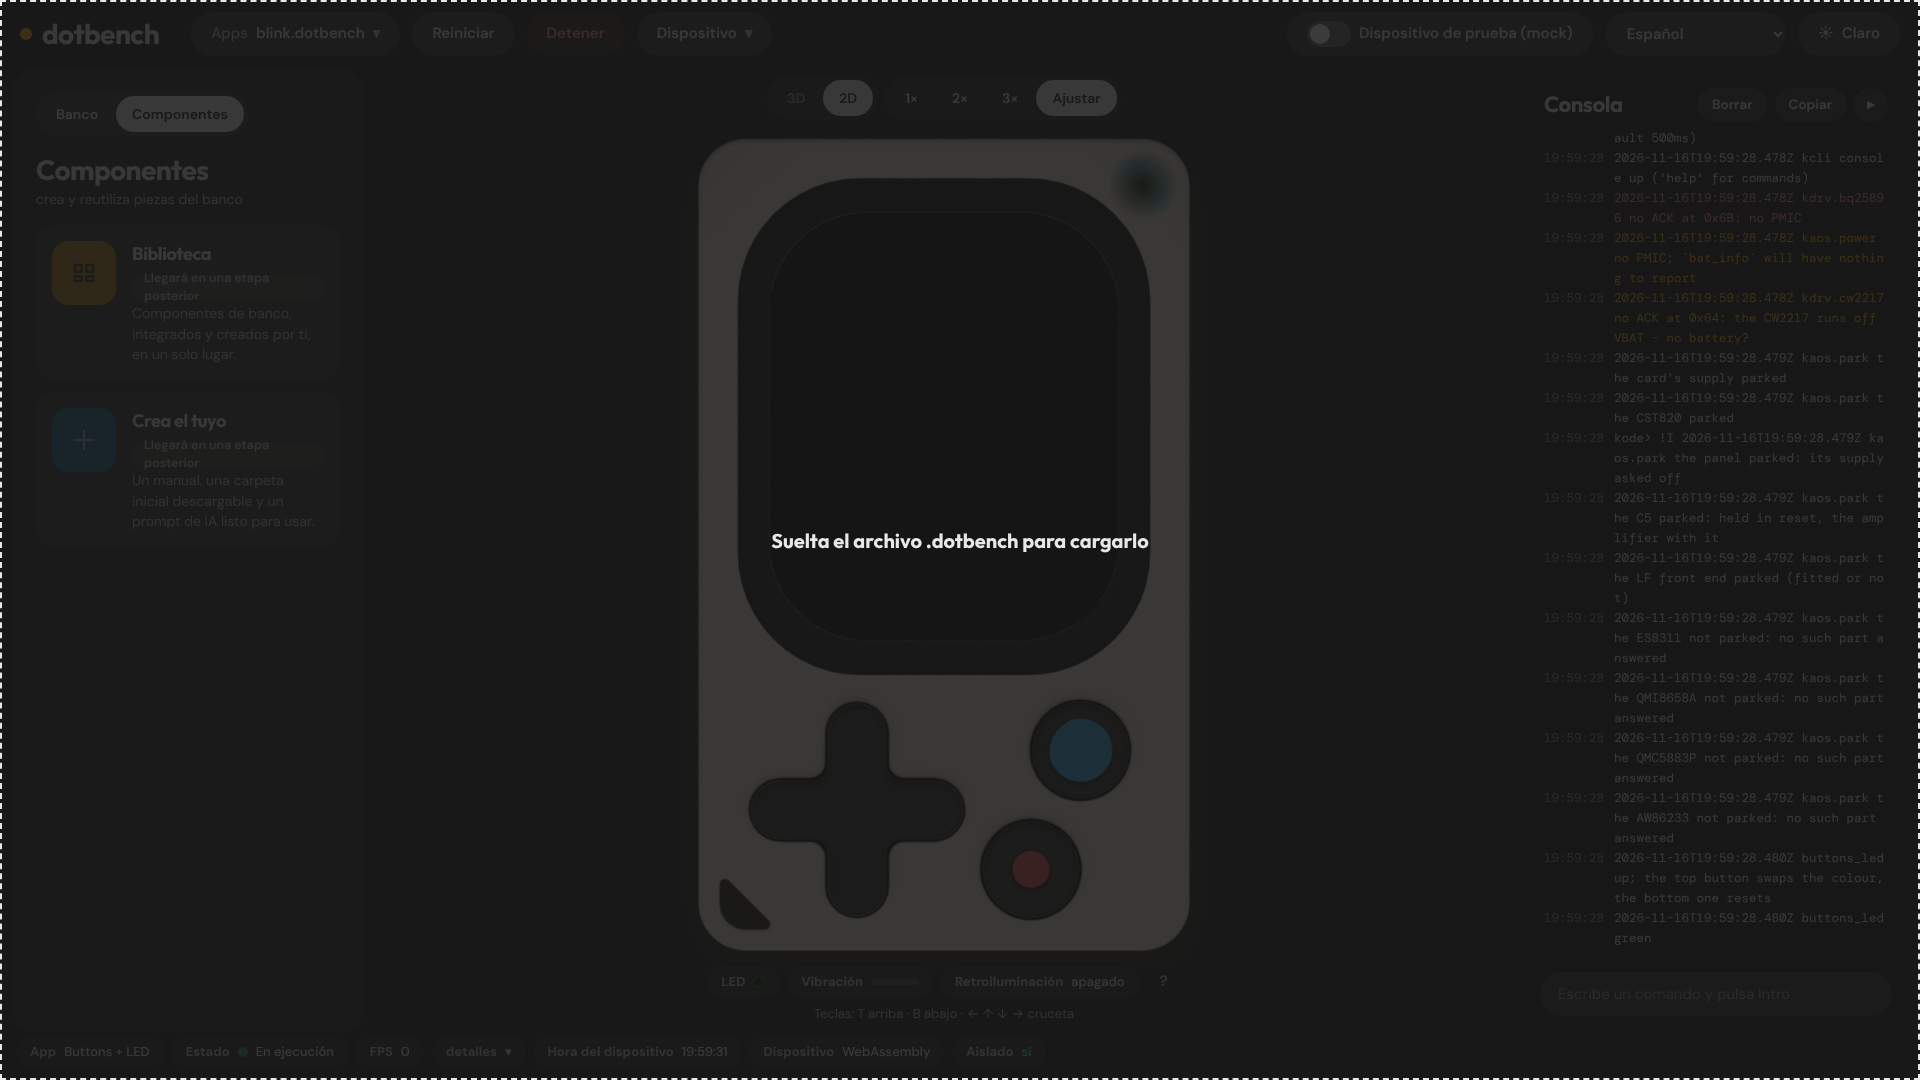 dotbench
Apps blink.dotbench ▾
Reiniciar
Detener
Dispositivo ▾
Dispositivo de prueba (mock)
Español
☀ Claro
Banco
Componentes
Componentes
crea y reutiliza piezas del banco
Biblioteca
Llegará en una etapa
posterior
Componentes de banco,
integrados y creados por ti,
en un solo lugar.
Crea el tuyo
Llegará en una etapa
posterior
Un manual, una carpeta
inicial descargable y un
prompt de IA listo para usar.
3D
2D
1×
2×
3×
Ajustar
Suelta el archivo .dotbench para cargarlo
LED
Vibración
Retroiluminación apagado
?
Teclas: T arriba · B abajo · ← ↑ ↓ → cruceta
Consola
Borrar
Copiar
▶
ault 500ms)
19:59:28 2026-11-16T19:59:28.478Z kcli consol
e up ('help' for commands)
19:59:28 2026-11-16T19:59:28.478Z kdrv.bq2589
6 no ACK at 0x6B: no PMIC
19:59:28 2026-11-16T19:59:28.478Z kaos.power
no PMIC; `bat_info` will have nothin
g to report
19:59:28 2026-11-16T19:59:28.478Z kdrv.cw2217
no ACK at 0x64: the CW2217 runs off
VBAT - no battery?
19:59:28 2026-11-16T19:59:28.479Z kaos.park t
he card's supply parked
19:59:28 2026-11-16T19:59:28.479Z kaos.park t
he CST820 parked
19:59:28 kode> !I 2026-11-16T19:59:28.479Z ka
os.park the panel parked: its supply
asked off
19:59:28 2026-11-16T19:59:28.479Z kaos.park t
he C5 parked: held in reset, the amp
lifier with it
19:59:28 2026-11-16T19:59:28.479Z kaos.park t
he LF front end parked (fitted or no
t)
19:59:28 2026-11-16T19:59:28.479Z kaos.park t
he ES8311 not parked: no such part a
nswered
19:59:28 2026-11-16T19:59:28.479Z kaos.park t
he QMI8658A not parked: no such part
answered
19:59:28 2026-11-16T19:59:28.479Z kaos.park t
he QMC5883P not parked: no such part
answered
19:59:28 2026-11-16T19:59:28.479Z kaos.park t
he AW86233 not parked: no such part
answered
19:59:28 2026-11-16T19:59:28.480Z buttons_led
up; the top button swaps the colour,
the bottom one resets
19:59:28 2026-11-16T19:59:28.480Z buttons_led
green
Escribe un comando y pulsa Intro
App Buttons + LED
Estado En ejecución
FPS 0
detalles ▾
Hora del dispositivo 19:59:31
Dispositivo WebAssembly
Aislado sí